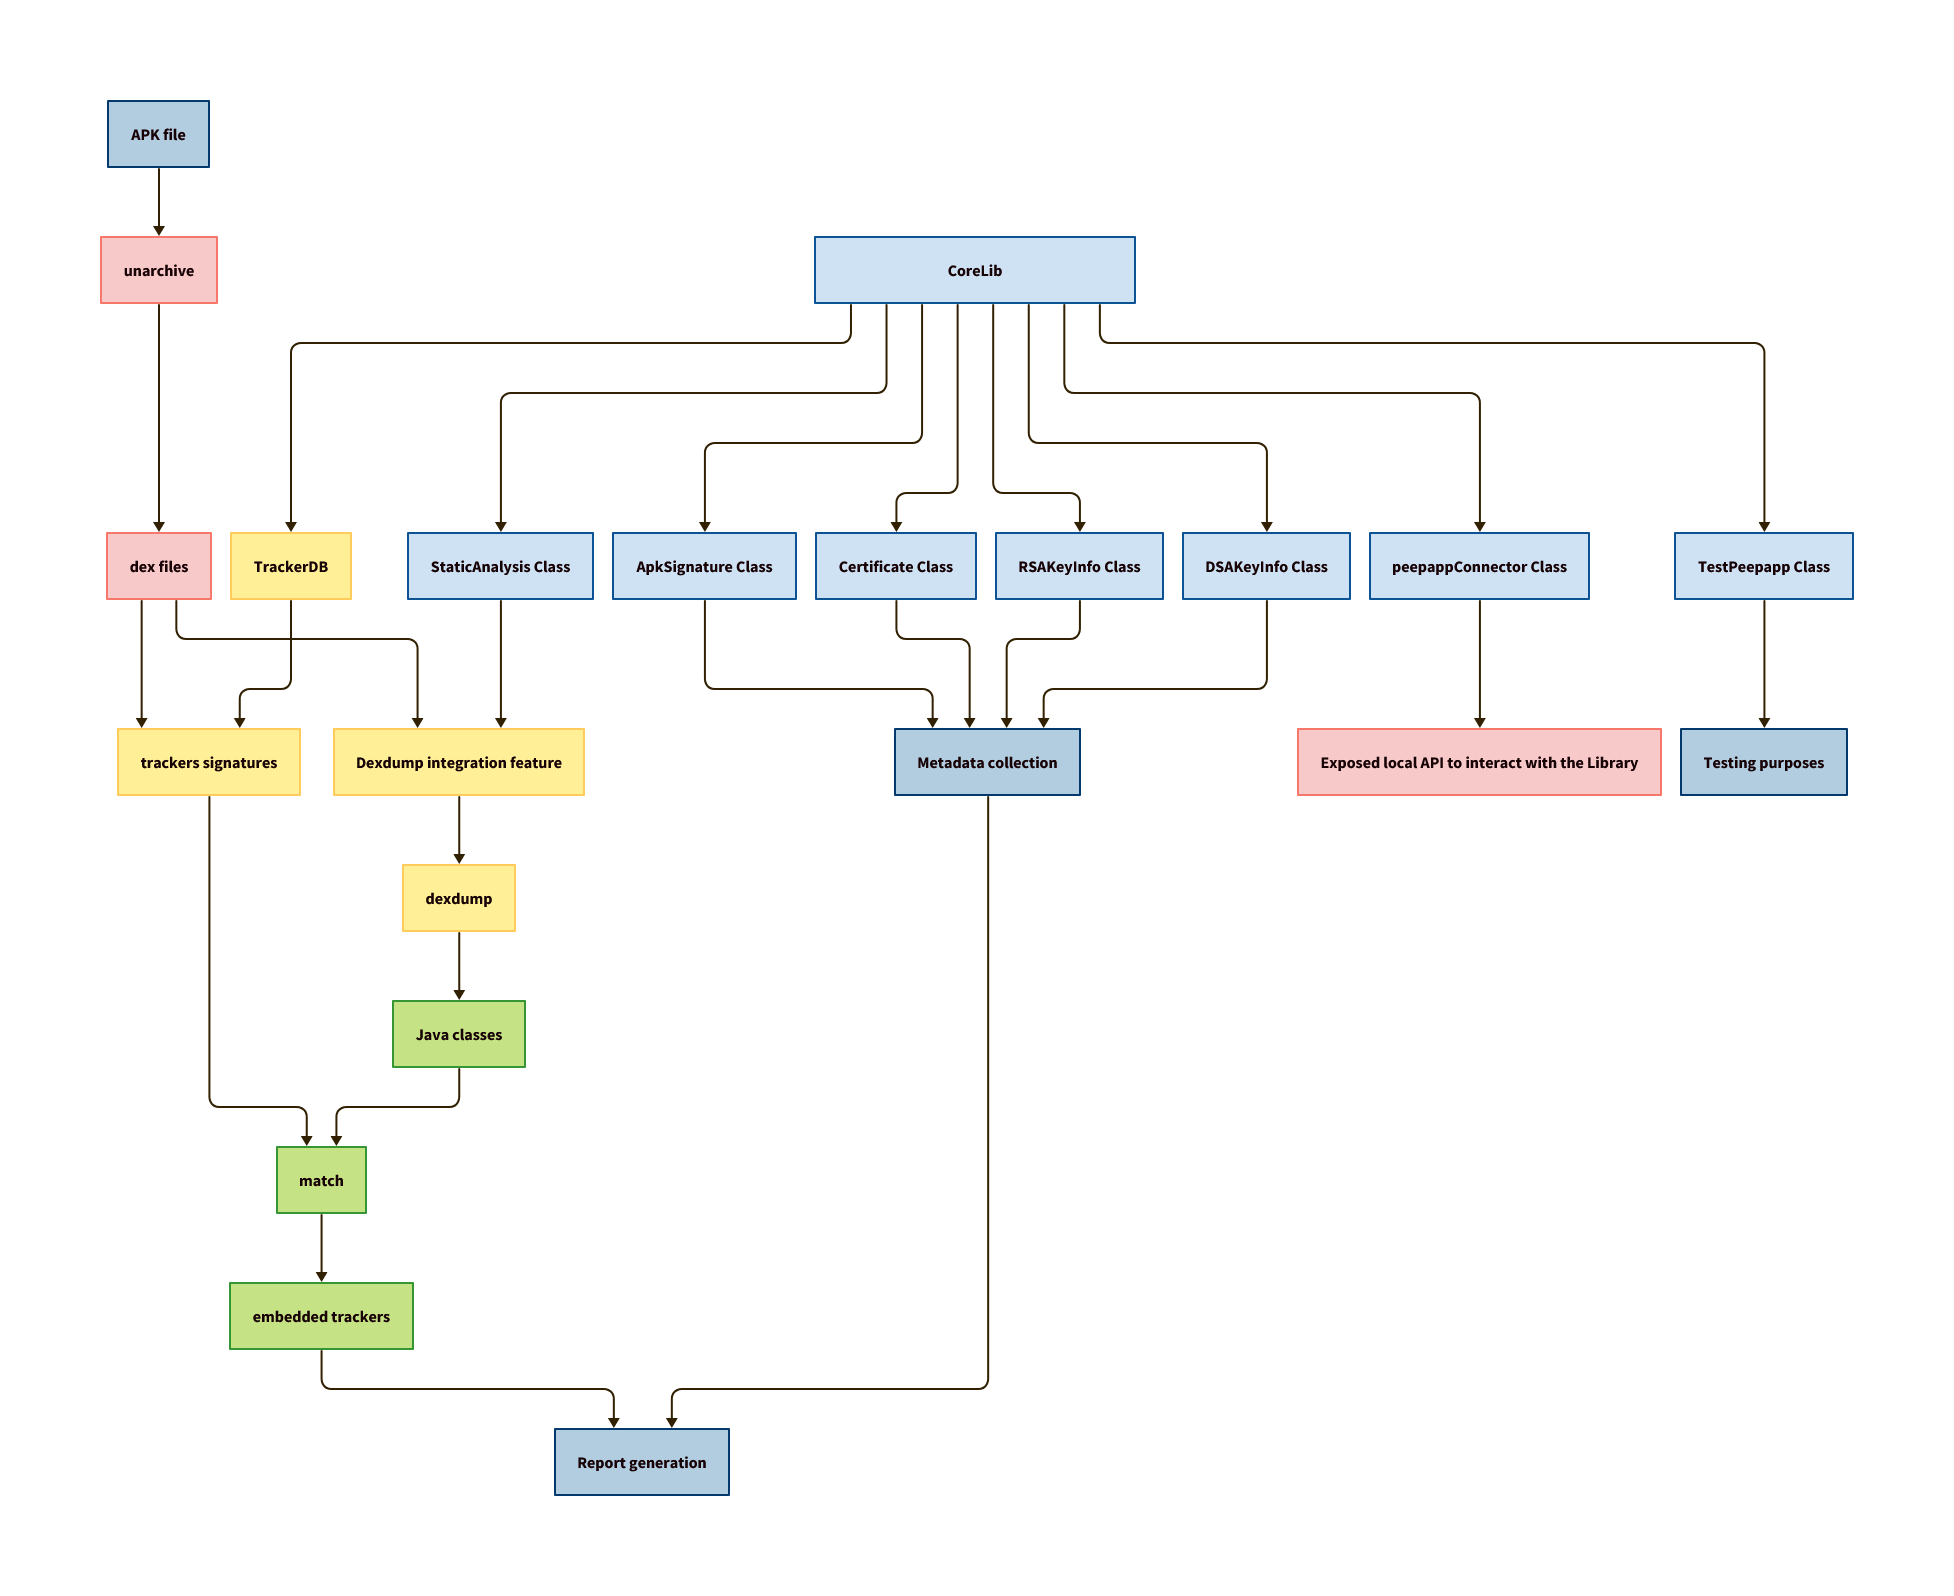 APK file
unarchive
CoreLib
dex files
TrackerDB
StaticAnalysis Class
ApkSignature Class
Certificate Class
RSAKeyInfo Class
DSAKeyInfo Class
peepappConnector Class
TestPeepapp Class
trackers signatures
Dexdump integration feature
Metadata collection
Exposed local API to interact with the Library
Testing purposes
dexdump
Java classes
match
embedded trackers
Report generation